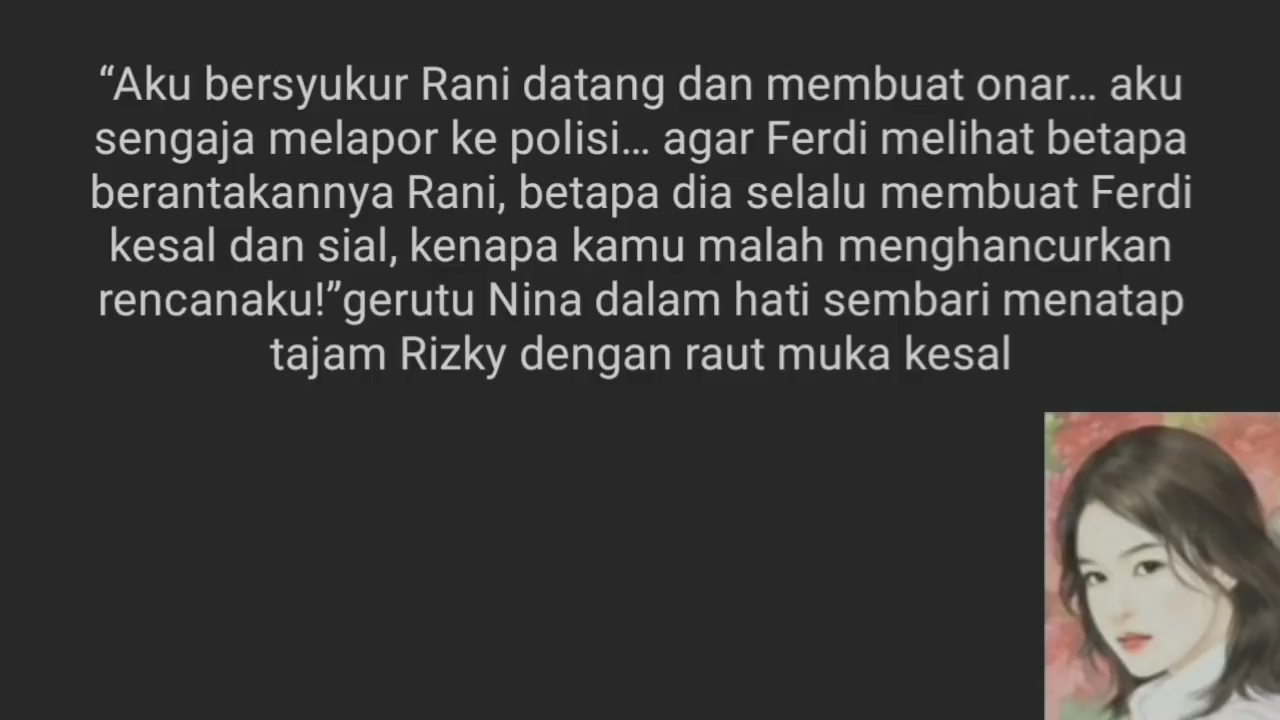 “Aku bersyukur Rani datang dan membuat onar... aku
sengaja melapor ke polisi... agar Ferdi melihat betapa
berantakannya Rani, betapa dia selalu membuat Ferdi
kesal dan sial, kenapa kamu malah menghancurkan
rencanaku!”gerutu Nina dalam hati sembari menatap
tajam Rizky dengan raut muka kesal